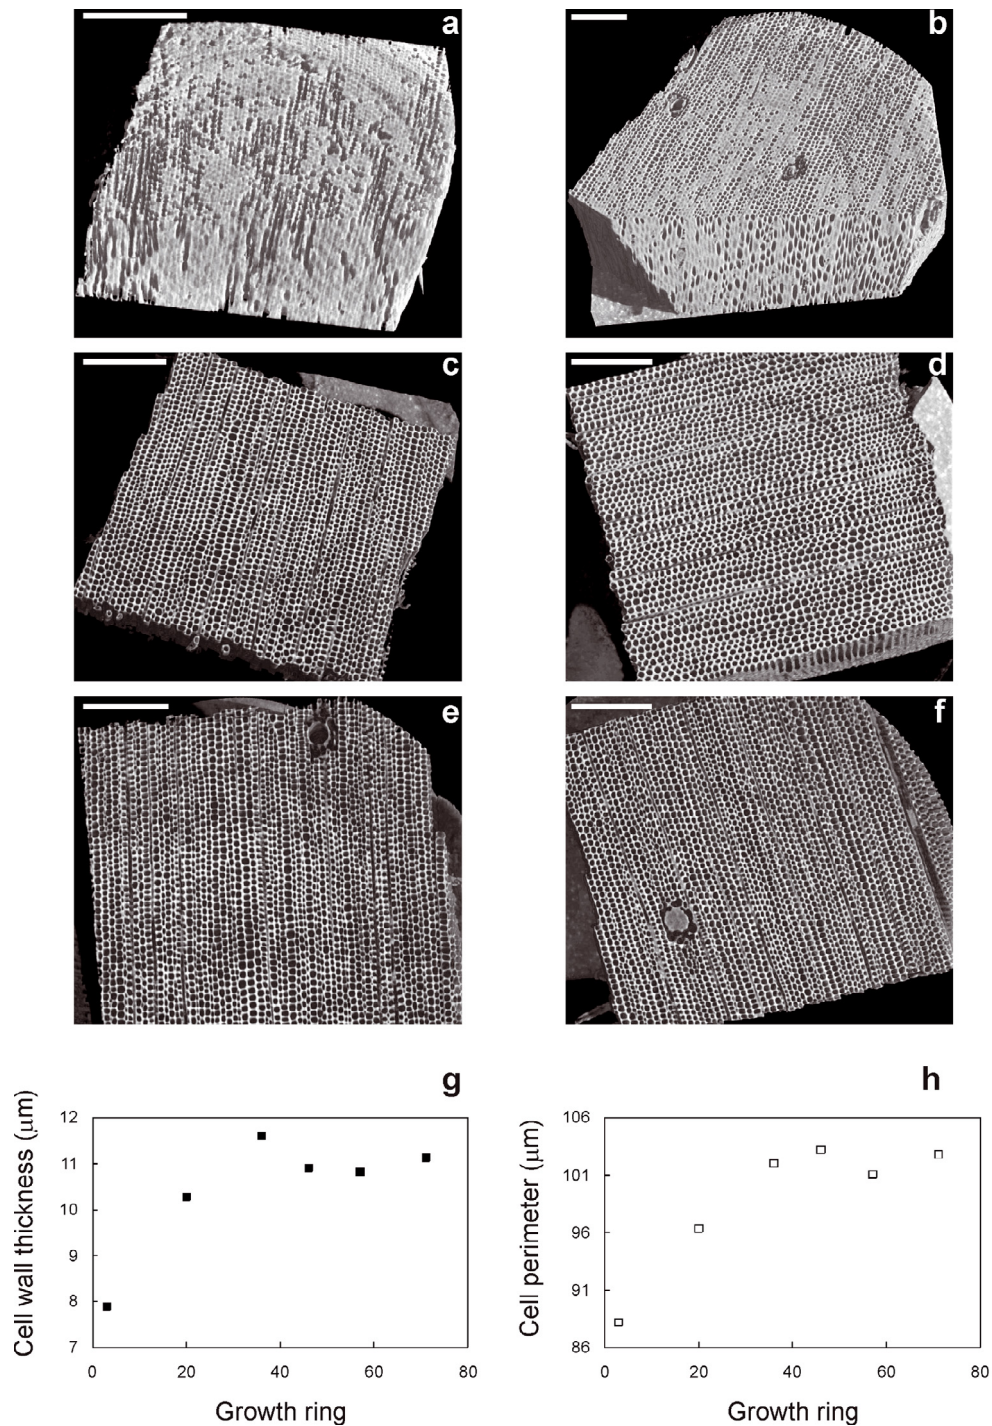 a
b
c
d
e
f
g
Cell wall thickness (μm)
12
11
10
9
8
7
0
20
40
60
80
Growth ring
h
Cell perimeter (μm)
106
101
96
91
86
0
20
40
60
80
Growth ring